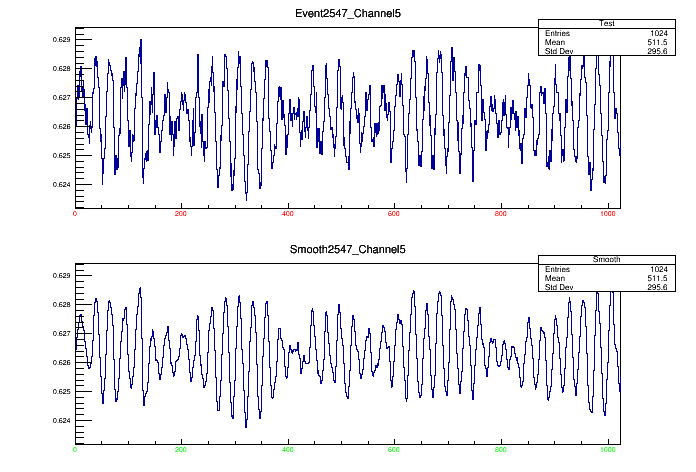 Event2547_Channel5
Test
Entries 1024
Mean 511.5
Std Dev 295.6
0.629
0.628
0.627
0.626
0.625
0.624
0 200 400 600 800 1000
Smooth2547_Channel5
Smooth
Entries 1024
Mean 511.5
Std Dev 295.6
0.629
0.628
0.627
0.626
0.625
0.624
0 200 400 600 800 1000